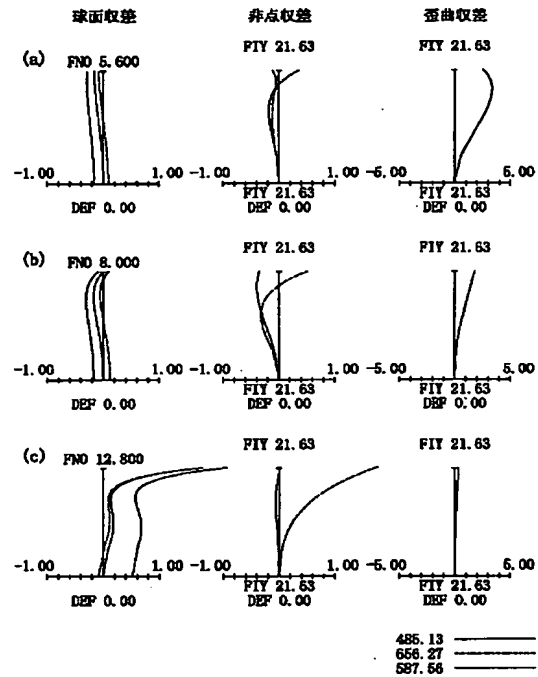 球面収差 非点収差 歪曲収差
(a) FNO 5.600 FIY 21.63 FIY 21.63
-1.00 1.00 -1.00 1.00 -5.00 5.00
DEF 0.00 FIY 21.63 DEF 0.00 FIY 21.63 DEF 0.00
(b) FNO 8.000 FIY 21.63 FIY 21.63
-1.00 1.00 -1.00 1.00 -5.00 5.00
DEF 0.00 FIY 21.63 DEF 0.00 FIY 21.63 DEF 0.00
(c) FNO 12.800 FIY 21.63 FIY 21.63
-1.00 1.00 -1.00 1.00 -5.00 5.00
DEF 0.00 FIY 21.63 DEF 0.00 FIY 21.63 DEF 0.00
485.13
656.27
587.56